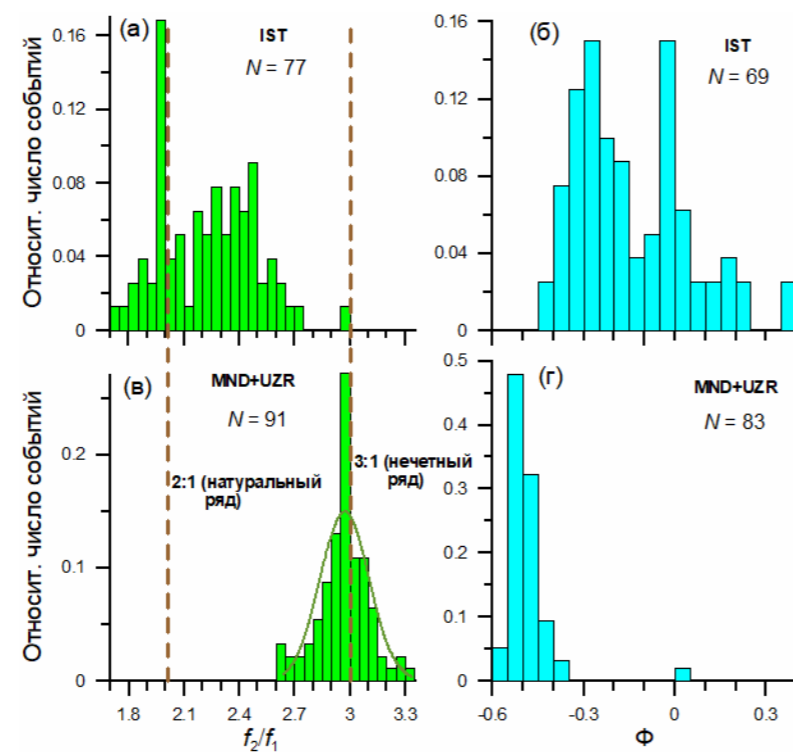 (а)
IST
N = 77
Относит. число событий
0.16
0.12
0.08
0.04
0
(б)
IST
N = 69
0.16
0.12
0.08
0.04
0
(в)
MND+UZR
N = 91
2:1 (натуральный
ряд)
3:1 (нечетный
ряд)
Относит. число событий
0.2
0.1
0
1.8 2.1 2.4 2.7 3 3.3
f2/f1
(г)
MND+UZR
N = 83
0.5
0.4
0.3
0.2
0.1
0
-0.6 -0.3 0 0.3
Φ